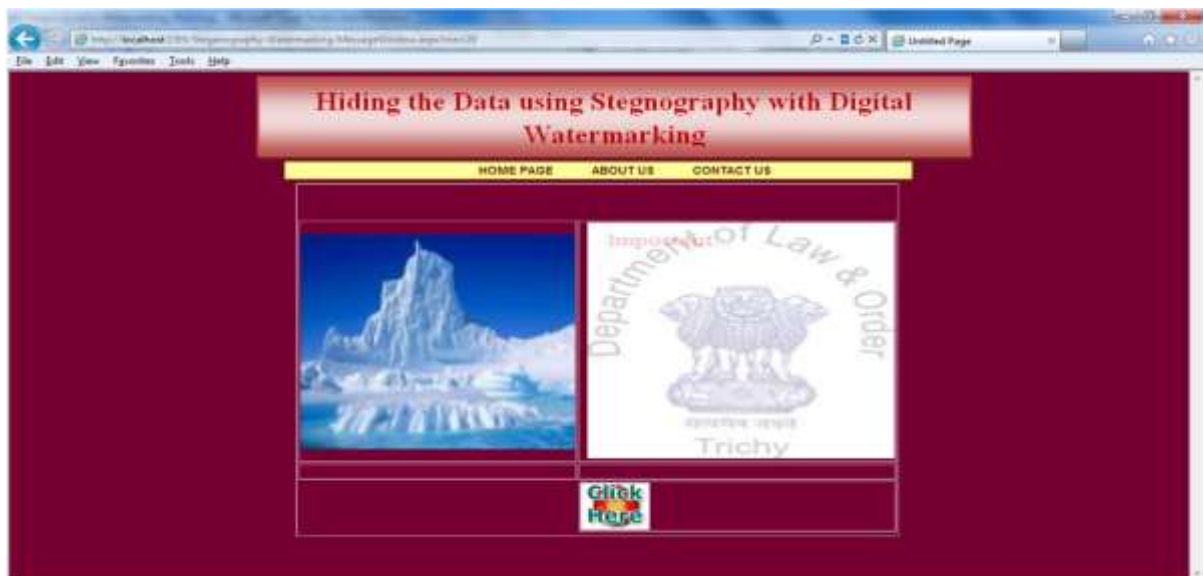 Untitled Page
File Edit View Favorites Tools Help
Hiding the Data using Stegnography with Digital
Watermarking
HOME PAGE ABOUT US CONTACT US
Important
Department of Law & Order
Trichy
Click
Here